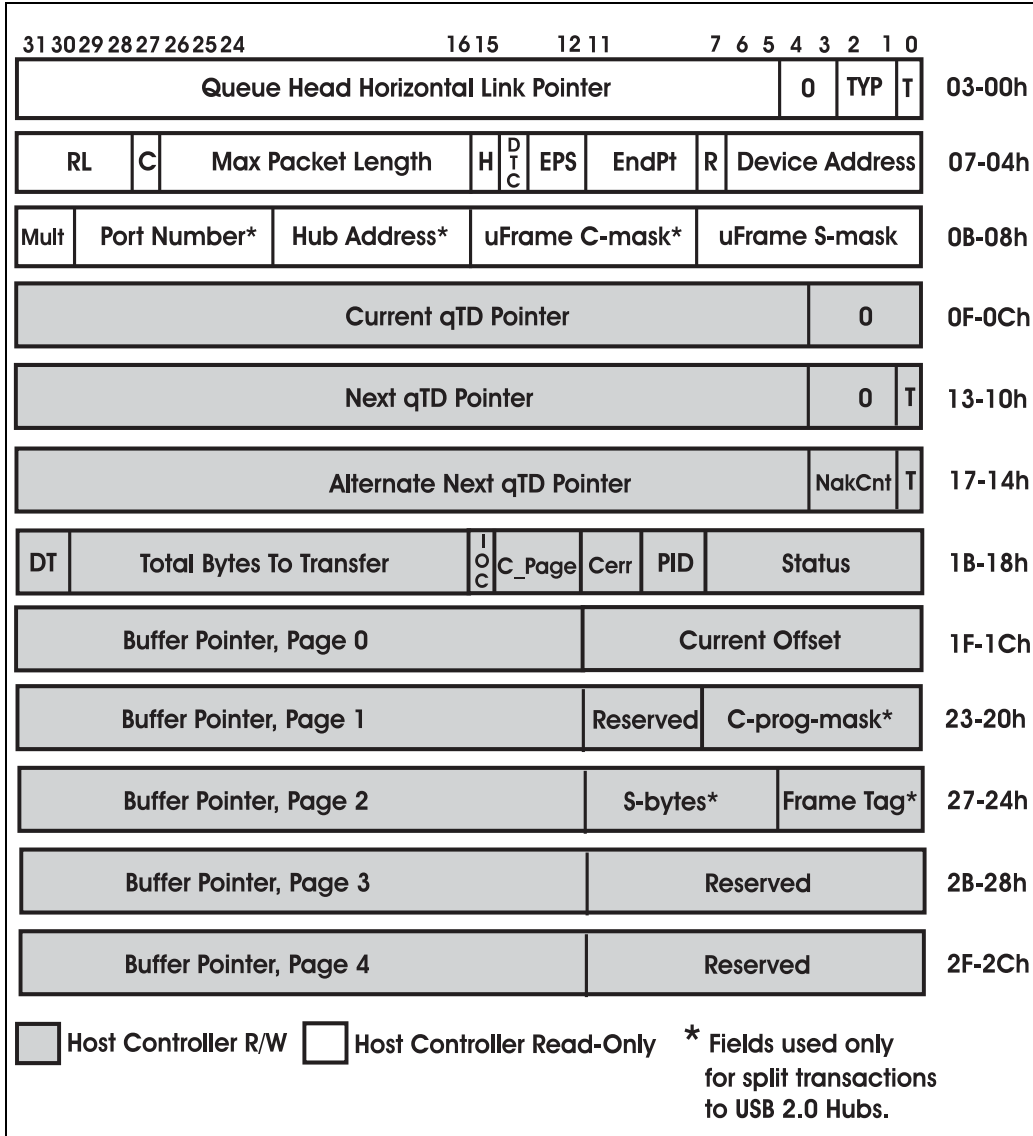 31 30 29 28 27 26 25 24 16 15 12 11 7 6 5 4 3 2 1 0
Queue Head Horizontal Link Pointer 0 TYP T 03-00h
RL C Max Packet Length H DTC EPS EndPt R Device Address 07-04h
Mult Port Number* Hub Address* uFrame C-mask* uFrame S-mask 0B-08h
Current qTD Pointer 0 0F-0Ch
Next qTD Pointer 0 T 13-10h
Alternate Next qTD Pointer NakCnt T 17-14h
DT Total Bytes To Transfer IOC C_Page Cerr PID Status 1B-18h
Buffer Pointer, Page 0 Current Offset 1F-1Ch
Buffer Pointer, Page 1 Reserved C-prog-mask* 23-20h
Buffer Pointer, Page 2 S-bytes* Frame Tag* 27-24h
Buffer Pointer, Page 3 Reserved 2B-28h
Buffer Pointer, Page 4 Reserved 2F-2Ch
Host Controller R/W Host Controller Read-Only * Fields used only
for split transactions
to USB 2.0 Hubs.